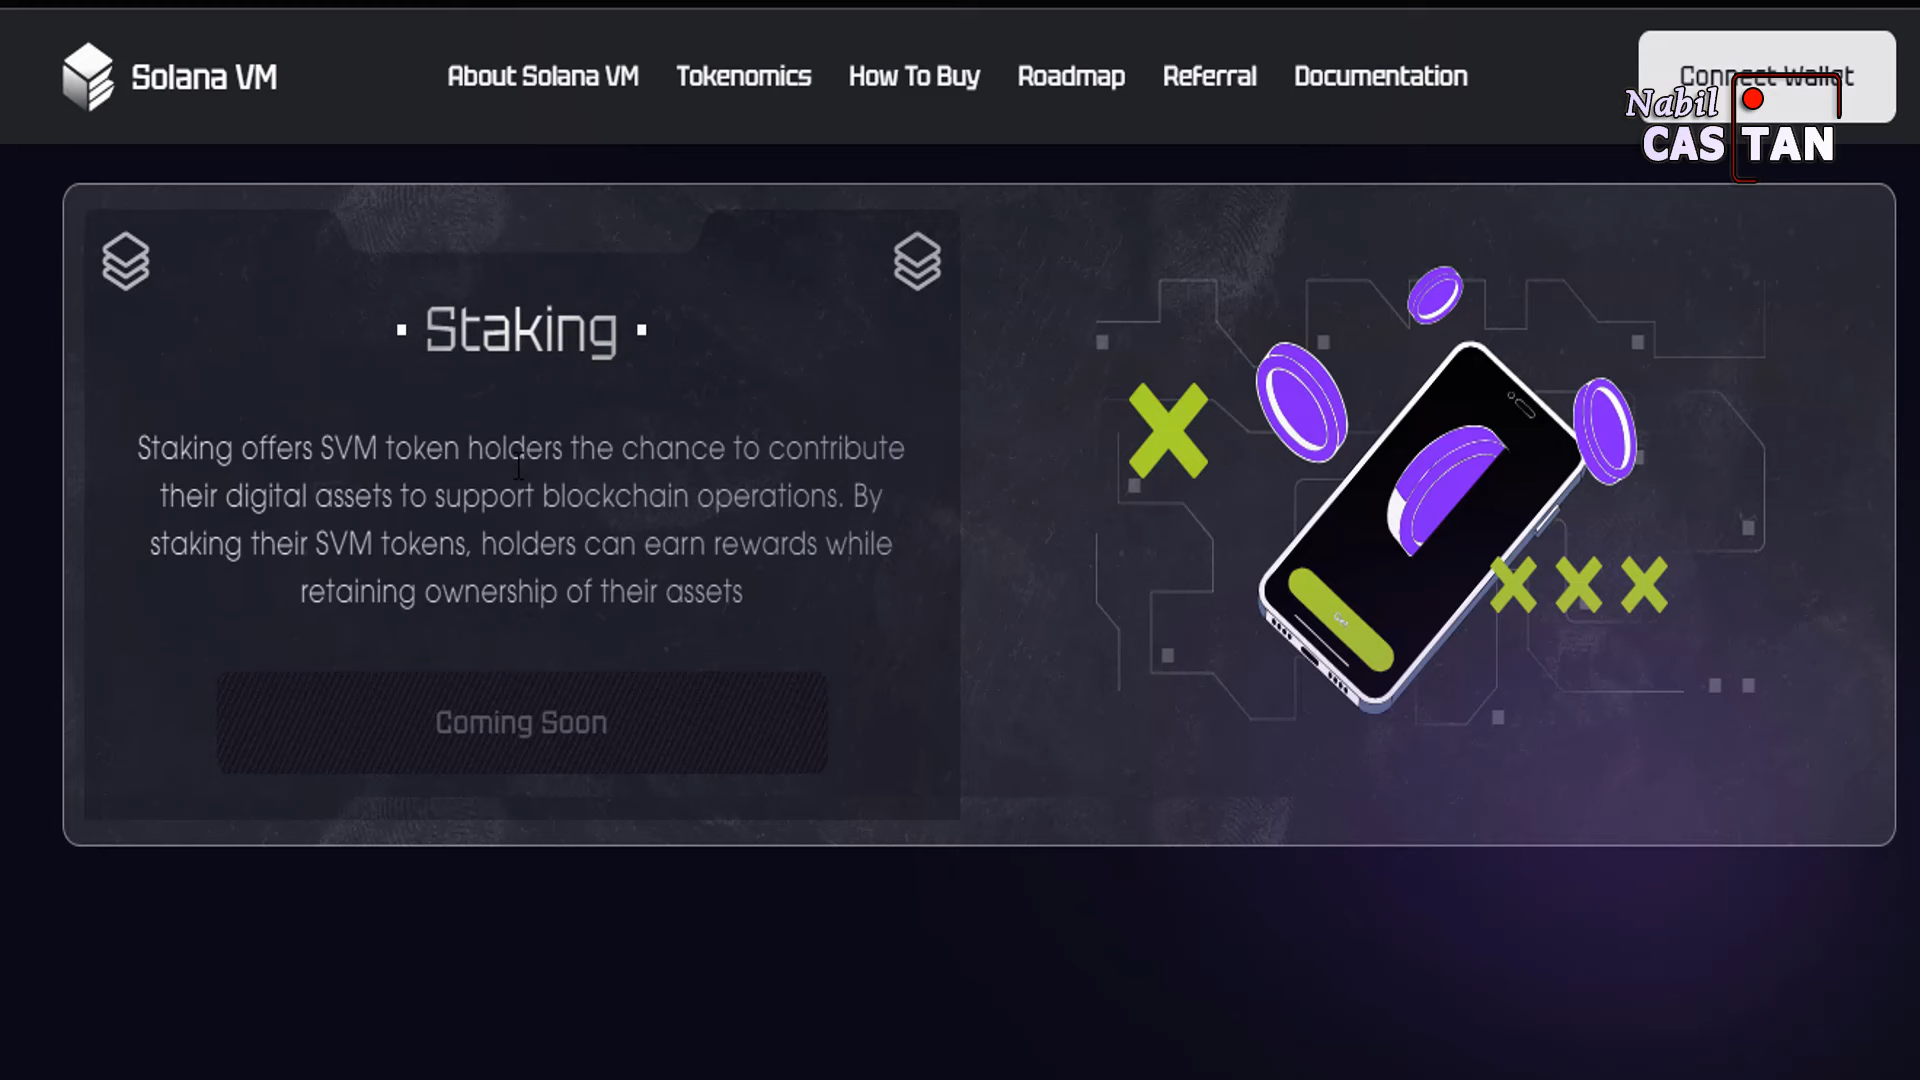 Solana VM
About Solana VM
Tokenomics
How To Buy
Roadmap
Referral
Documentation
Connect Wallet
Nabil
CAS TAN
Staking
Staking offers SVM token holders the chance to contribute
their digital assets to support blockchain operations. By
staking their SVM tokens, holders can earn rewards while
retaining ownership of their assets
Coming Soon